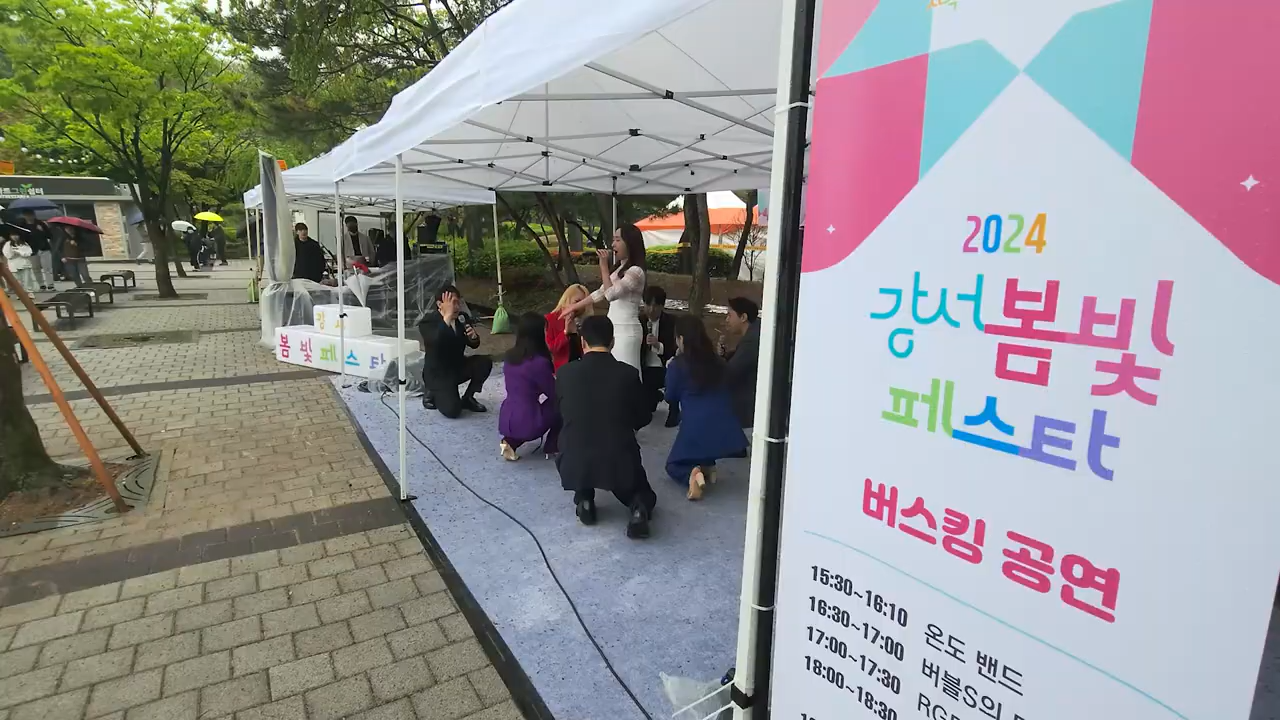 2024
강서봄빛
페스타
버스킹 공연
15:30~16:10 온도 밴드
16:30~17:00 버블S의
17:00~17:30
18:00~18:30
강서
봄빛페스타